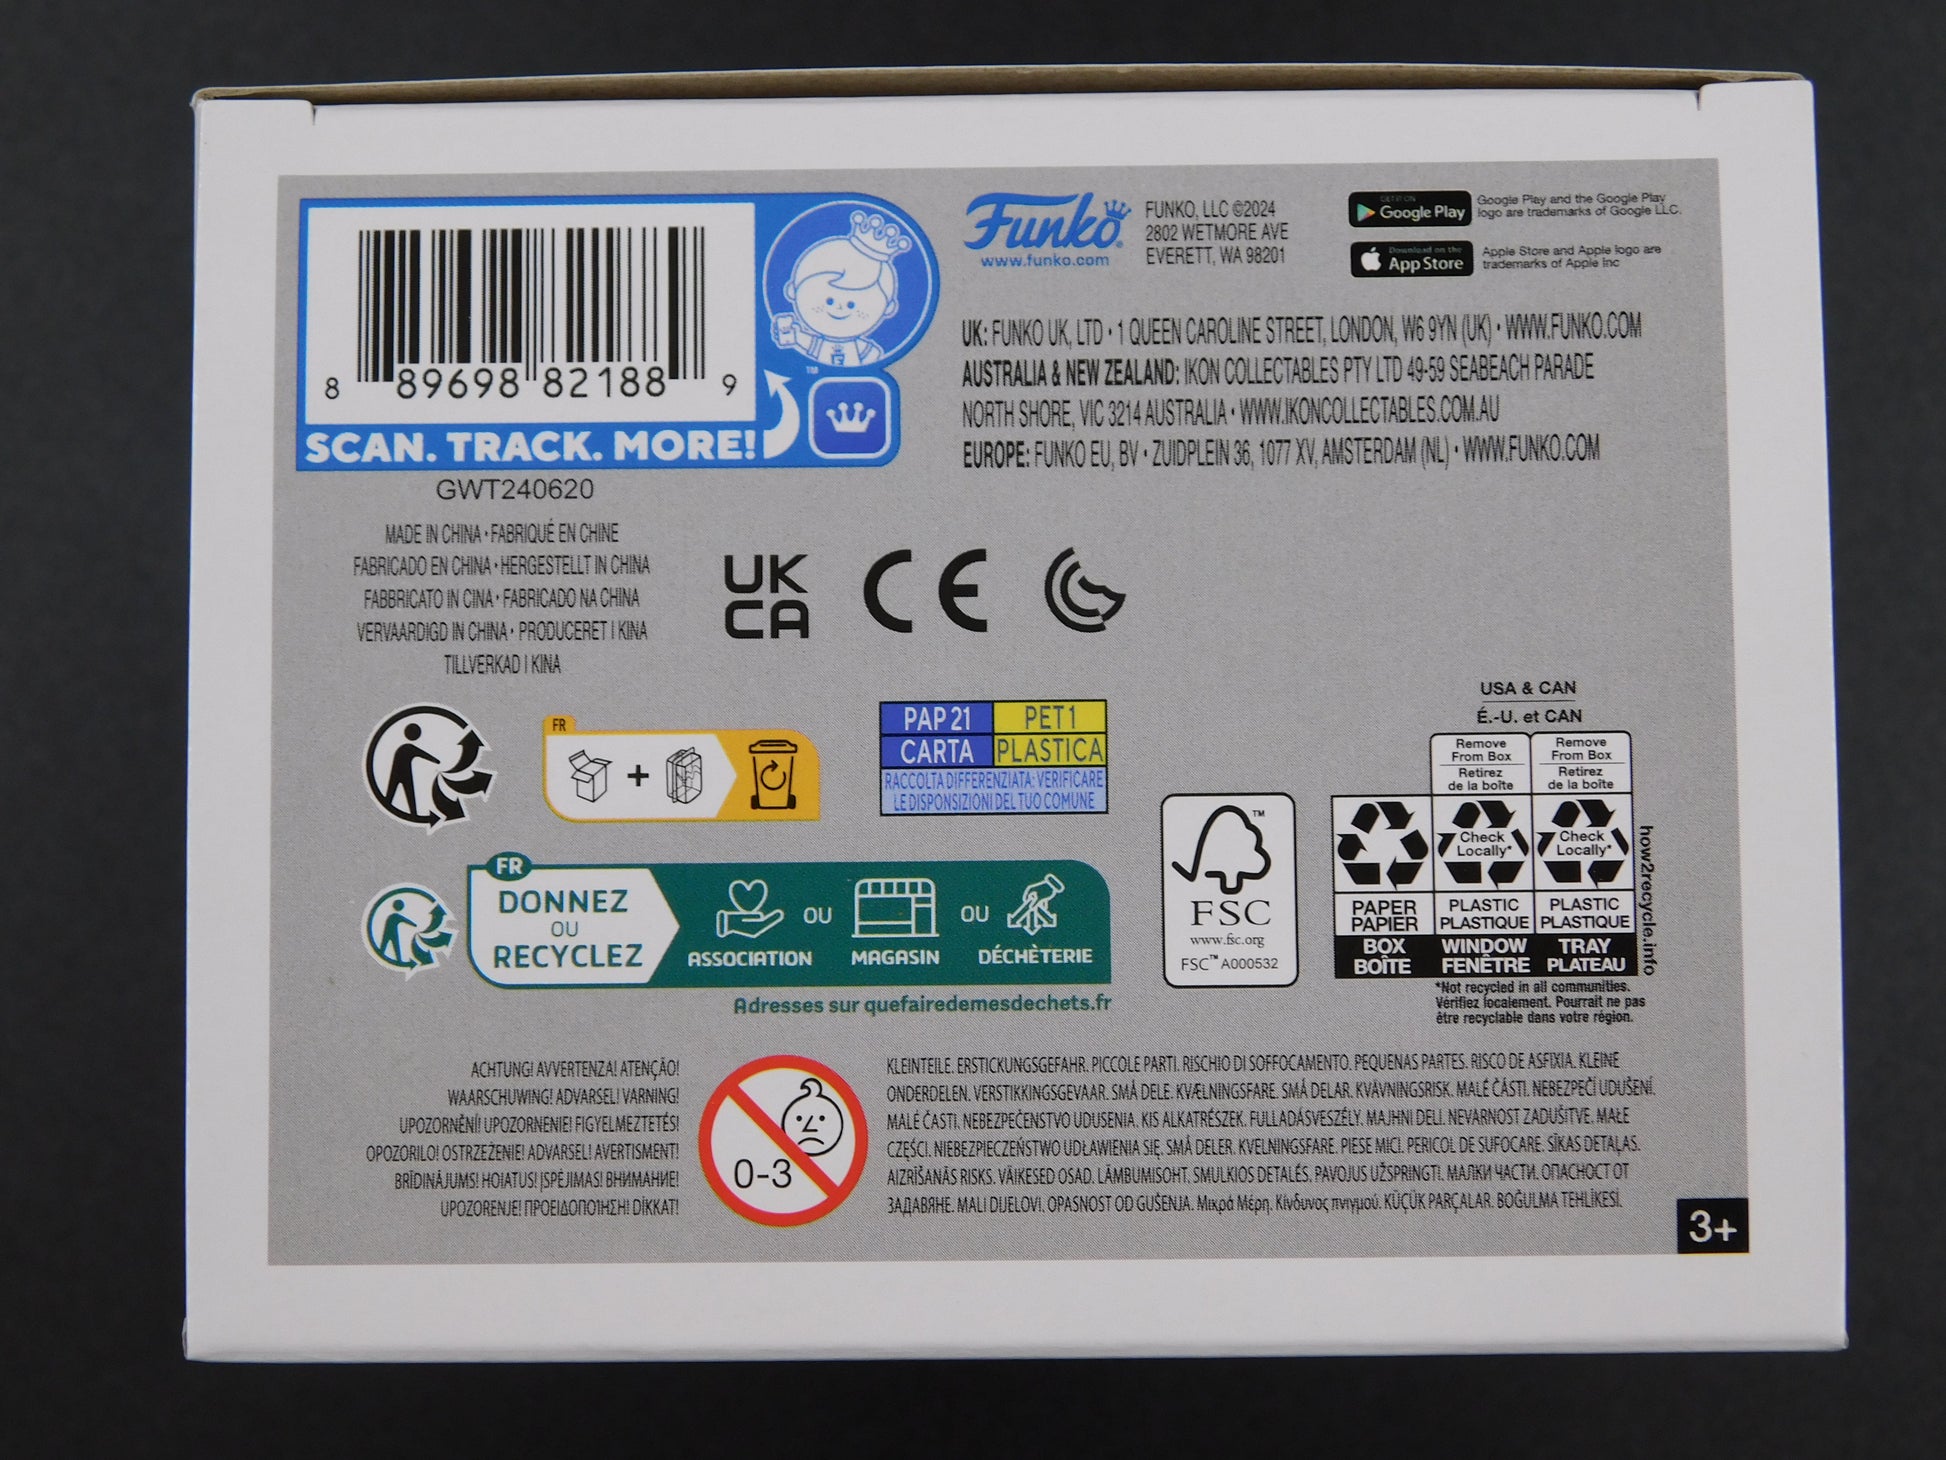 8 89698 82188 9
SCAN. TRACK. MORE!
™
GWT240620
Funko
www.funko.com
FUNKO, LLC ©2024
2802 WETMORE AVE
EVERETT, WA 98201
GET IT ON
Google Play
Google Play and the Google Play
logo are trademarks of Google LLC.
Download on the
App Store
Apple Store and Apple logo are
trademarks of Apple Inc
UK: FUNKO UK, LTD • 1 QUEEN CAROLINE STREET, LONDON, W6 9YN (UK) • WWW.FUNKO.COM
AUSTRALIA & NEW ZEALAND: IKON COLLECTABLES PTY LTD 49-59 SEABEACH PARADE
NORTH SHORE, VIC 3214 AUSTRALIA • WWW.IKONCOLLECTABLES.COM.AU
EUROPE: FUNKO EU, BV • ZUIDPLEIN 36, 1077 XV, AMSTERDAM (NL) • WWW.FUNKO.COM
MADE IN CHINA • FABRIQUÉ EN CHINE
FABRICADO EN CHINA • HERGESTELLT IN CHINA
FABBRICATO IN CINA • FABRICADO NA CHINA
VERVAARDIGD IN CHINA • PRODUCERET I KINA
TILLVERKAD I KINA
UK
CA
CE
FR
+
PAP 21
PET 1
CARTA
PLASTICA
RACCOLTA DIFFERENZIATA: VERIFICARE
LE DISPONSIZIONI DEL TUO COMUNE
FR
DONNEZ
OU
RECYCLEZ
ASSOCIATION
OU
MAGASIN
OU
DÉCHÈTERIE
Adresses sur quefairedemesdechets.fr
™
FSC
www.fsc.org
FSC™ A000532
USA & CAN
É.-U. et CAN
Remove
From Box
Retirez
de la boîte
Remove
From Box
Retirez
de la boîte
Check
Locally*
Check
Locally*
PAPER
PAPIER
PLASTIC
PLASTIQUE
PLASTIC
PLASTIQUE
BOX
BOÎTE
WINDOW
FENÊTRE
TRAY
PLATEAU
how2recycle.info
*Not recycled in all communities.
Vérifiez localement. Pourrait ne pas
être recyclable dans votre région.
ACHTUNG! AVVERTENZA! ATENÇÃO!
WAARSCHUWING! ADVARSEL! VARNING!
UPOZORNĚNÍ! UPOZORNENIE! FIGYELMEZTETÉS!
OPOZORILO! OSTRZEŻENIE! ADVARSEL! AVERTISMENT!
BRĪDINĀJUMS! HOIATUS! ĮSPĖJIMAS! ВНИМАНИЕ!
UPOZORENJE! ΠΡΟΕΙΔΟΠΟΙΗΣΗ! DİKKAT!
0-3
KLEINTEILE. ERSTICKUNGSGEFAHR. PICCOLE PARTI. RISCHIO DI SOFFOCAMENTO. PEQUENAS PARTES. RISCO DE ASFIXIA. KLEINE
ONDERDELEN. VERSTIKKINGSGEVAAR. SMÅ DELE. KVÆLNINGSFARE. SMÅ DELAR. KVÄVNINGSRISK. MALÉ ČÁSTI. NEBEZPEČÍ UDUŠENÍ.
MALÉ ČASTI. NEBEZPEČENSTVO UDUSENIA. KIS ALKATRÉSZEK. FULLADÁSVESZÉLY. MAJHNI DELI. NEVARNOST ZADUŠITVE. MAŁE
CZĘŚCI. NIEBEZPIECZEŃSTWO UDŁAWIENIA SIĘ. SMÅ DELER. KVELNINGSFARE. PIESE MICI. PERICOL DE SUFOCARE. SĪKAS DETAĻAS.
AIZRĪŠANĀS RISKS. VÄIKESED OSAD. LÄMBUMISOHT. SMULKIOS DETALĖS. PAVOJUS UŽSPRINGTI. МАЛКИ ЧАСТИ. ОПАСНОСТ ОТ
ЗАДАВЯНЕ. MALI DIJELOVI. OPASNOST OD GUŠENJA. Μικρά Μέρη. Κίνδυνος πνιγμού. KÜÇÜK PARÇALAR. BOĞULMA TEHLİKESİ.
3+